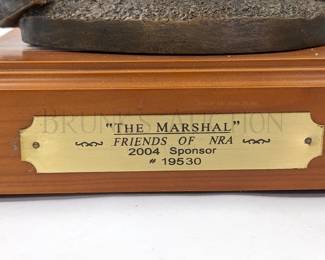 "THE MARSHAL"
FRIENDS OF NRA
2004 Sponsor
# 19530